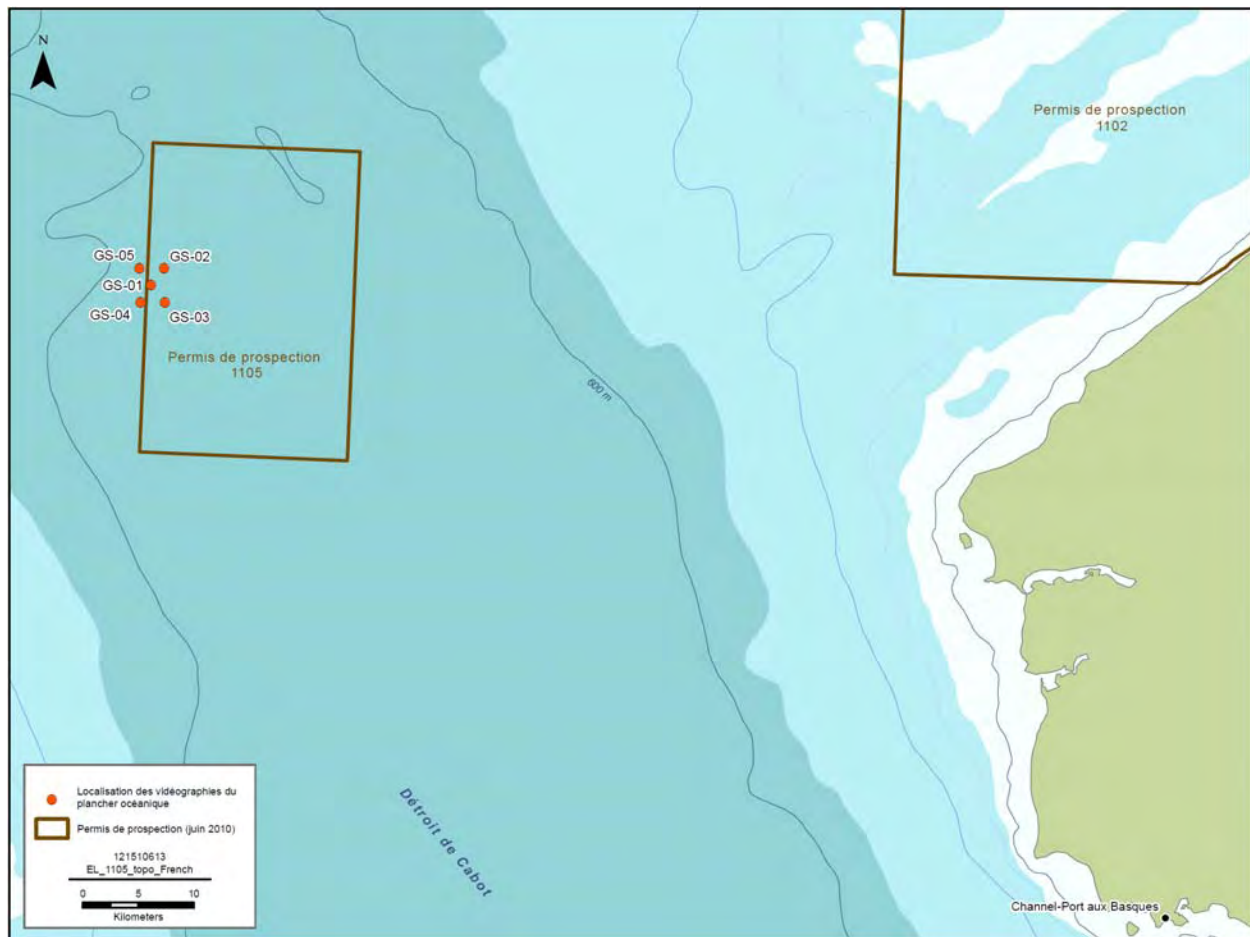 N
Permis de prospection
1102
GS-05
GS-02
GS-01
GS-04
GS-03
Permis de prospection
1105
600 m
Détroit de Cabot
Channel-Port aux Basques
Localisation des vidéographies du
plancher océanique
Permis de prospection (juin 2010)
121510613
EL_1105_topo_French
0 5 10
Kilometers